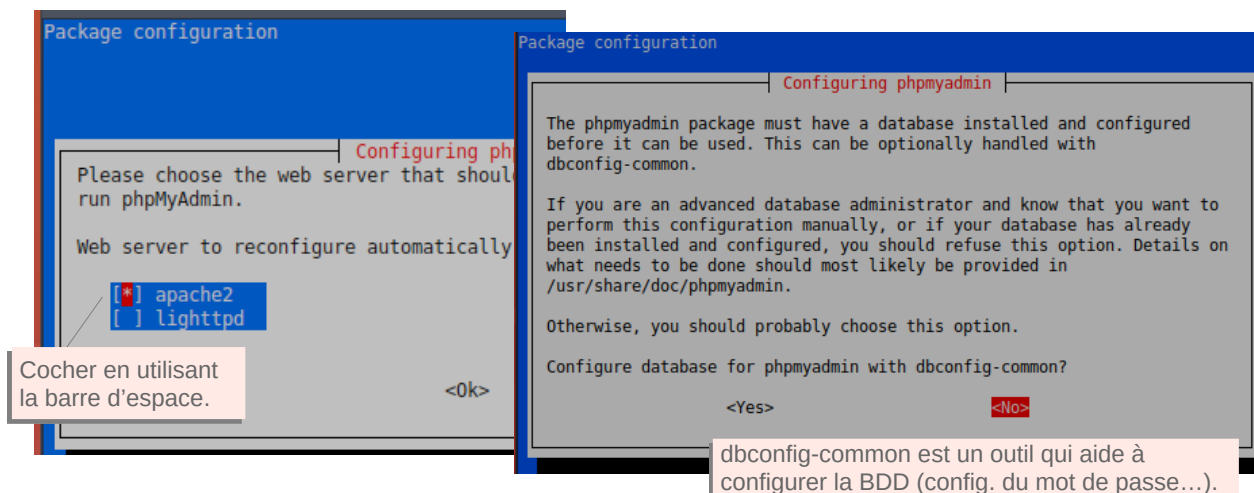 Package configuration
Configuring ph
Please choose the web server that shoul
run phpMyAdmin.
Web server to reconfigure automatically
[*] apache2
[ ] lighttpd
<Ok>
Cocher en utilisant
la barre d'espace.
Package configuration
Configuring phpmyadmin
The phpmyadmin package must have a database installed and configured
before it can be used. This can be optionally handled with
dbconfig-common.
If you are an advanced database administrator and know that you want to
perform this configuration manually, or if your database has already
been installed and configured, you should refuse this option. Details on
what needs to be done should most likely be provided in
/usr/share/doc/phpmyadmin.
Otherwise, you should probably choose this option.
Configure database for phpmyadmin with dbconfig-common?
<Yes> <No>
dbconfig-common est un outil qui aide à
configurer la BDD (config. du mot de passe…).